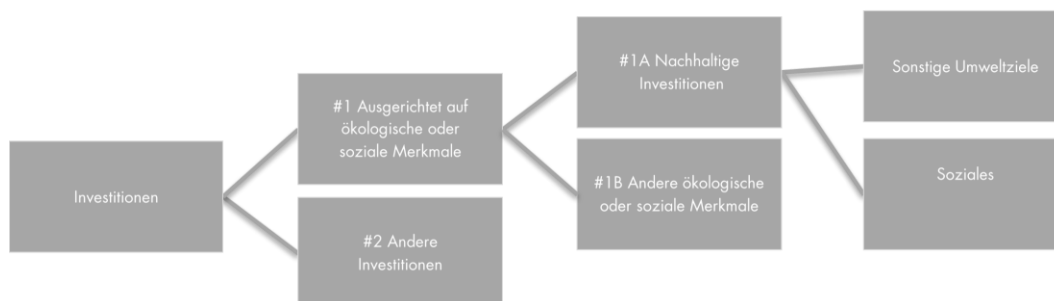 Investitionen
#1 Ausgerichtet auf
ökologische oder
soziale Merkmale
#2 Andere
Investitionen
#1A Nachhaltige
Investitionen
#1B Andere ökologische
oder soziale Merkmale
Sonstige Umweltziele
Soziales